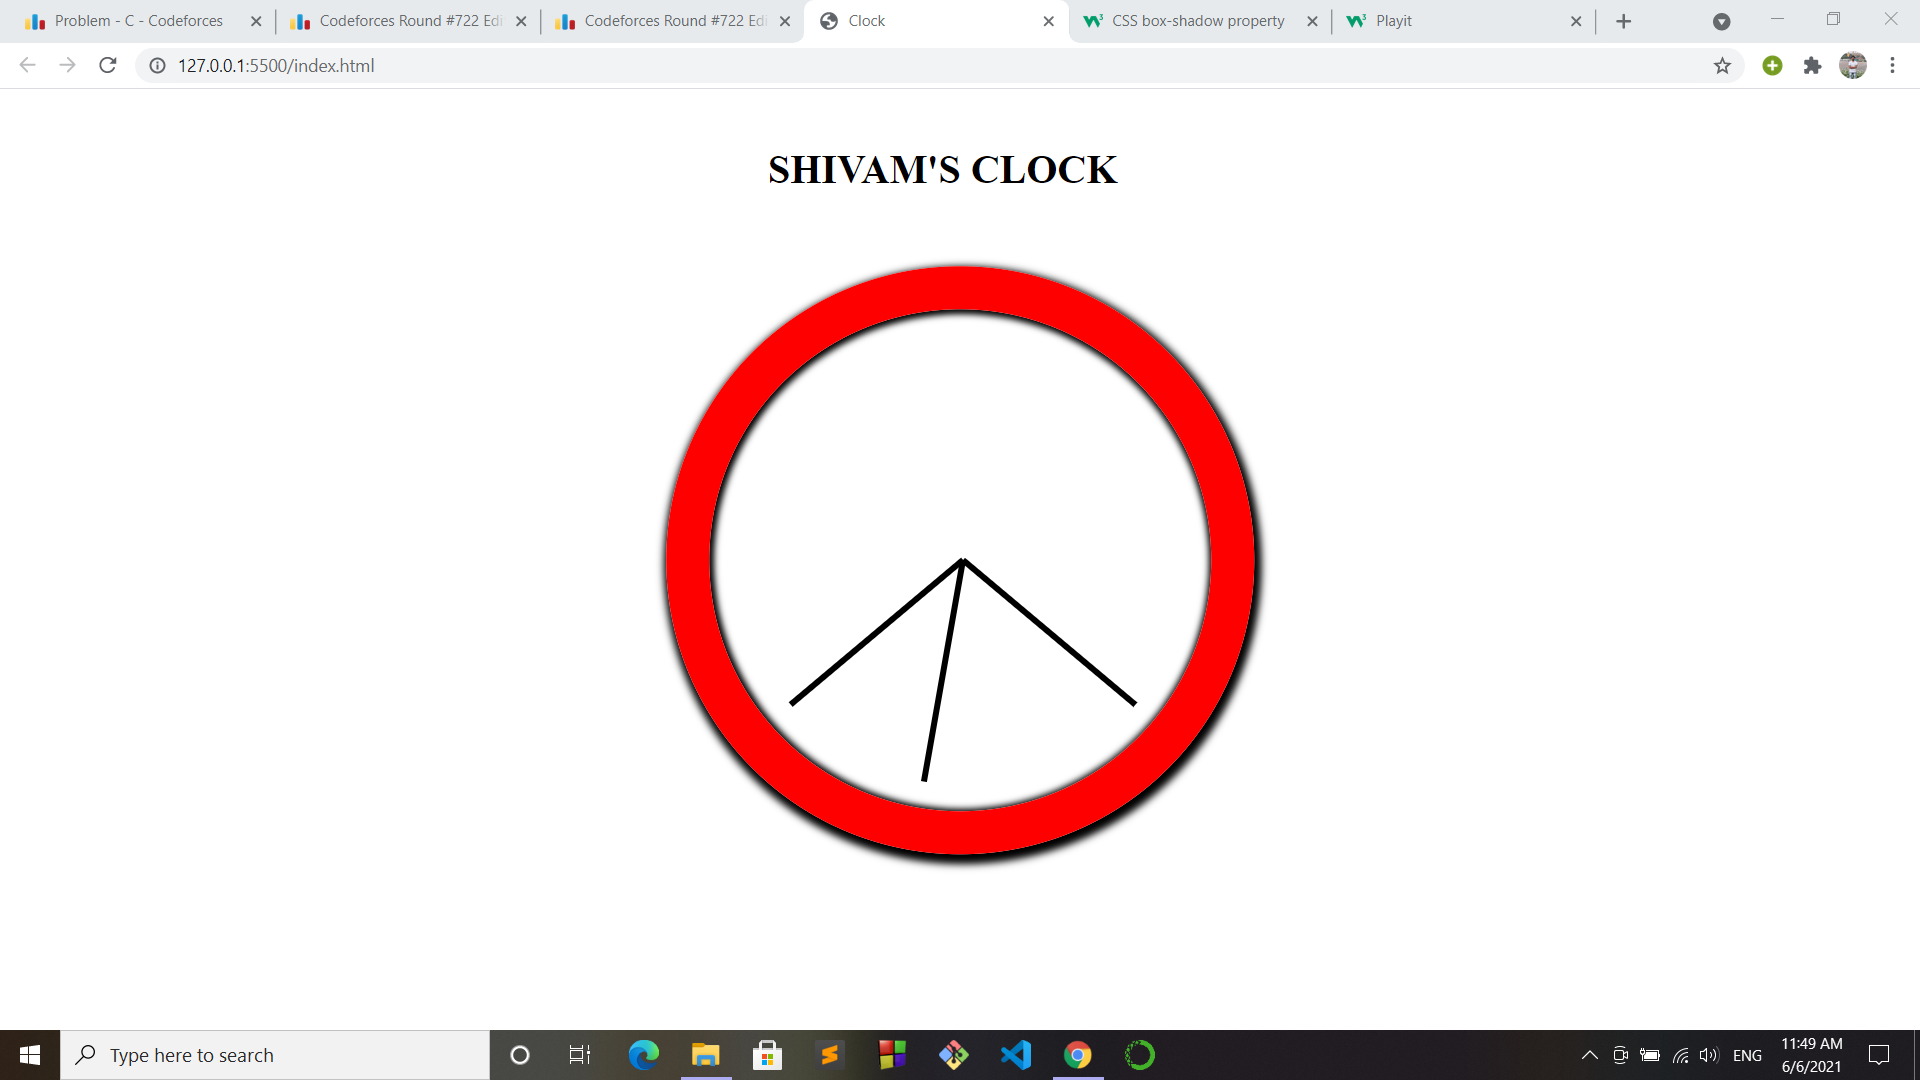 Problem - C - Codeforces
Codeforces Round #722 Edi
Codeforces Round #722 Edi
Clock
CSS box-shadow property
Playit
127.0.0.1:5500/index.html
SHIVAM'S CLOCK
Type here to search
ENG
11:49 AM
6/6/2021